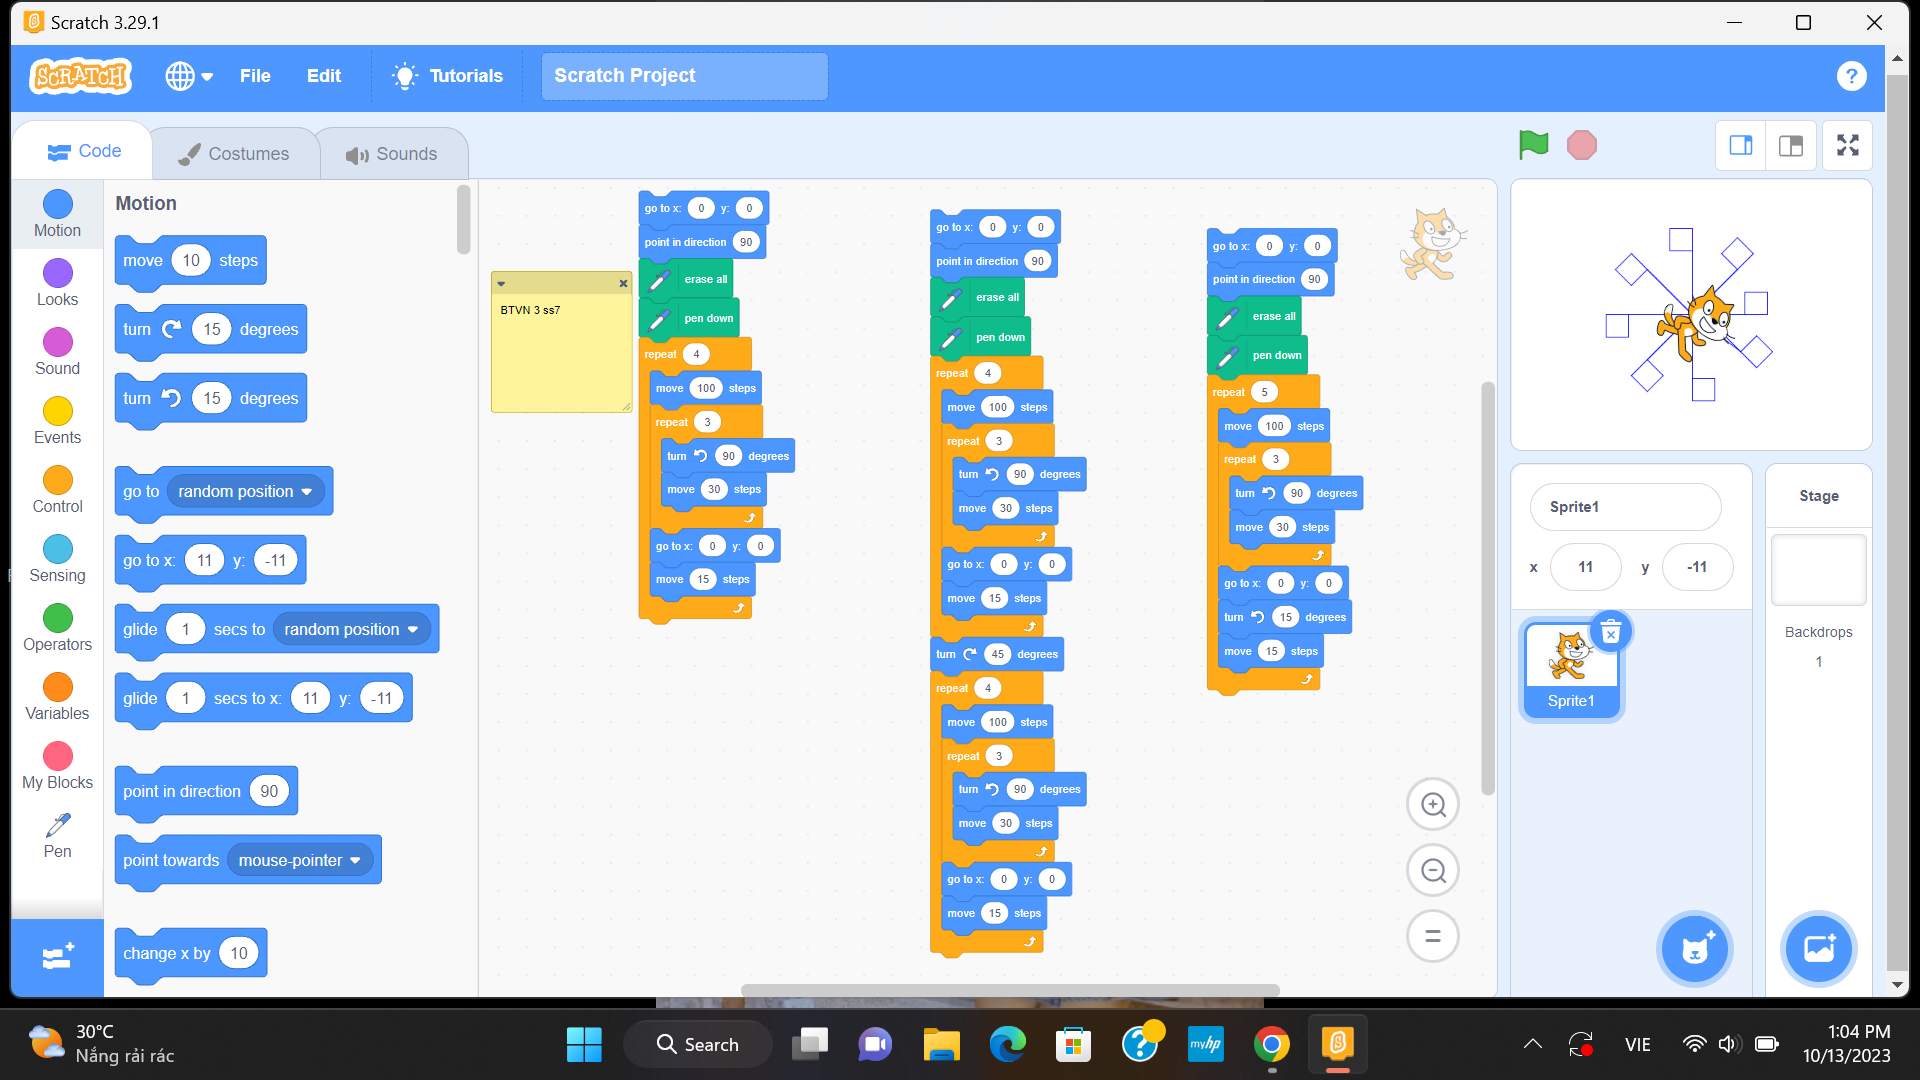 Scratch 3.29.1
SCRATCH
File
Edit
Tutorials
Scratch Project
?
Code
Costumes
Sounds
Motion
Looks
Sound
Events
Control
Sensing
Operators
Variables
My Blocks
Pen
Motion
move 10 steps
turn 15 degrees
turn 15 degrees
go to random position
go to x: 11 y: -11
glide 1 secs to random position
glide 1 secs to x: 11 y: -11
point in direction 90
point towards mouse-pointer
change x by 10
BTVN 3 ss7
go to x: 0 y: 0
point in direction 90
erase all
pen down
repeat 4
move 100 steps
repeat 3
turn 90 degrees
move 30 steps
go to x: 0 y: 0
move 15 steps
go to x: 0 y: 0
point in direction 90
erase all
pen down
repeat 4
move 100 steps
repeat 3
turn 90 degrees
move 30 steps
go to x: 0 y: 0
move 15 steps
turn 45 degrees
repeat 4
move 100 steps
repeat 3
turn 90 degrees
move 30 steps
go to x: 0 y: 0
move 15 steps
go to x: 0 y: 0
point in direction 90
erase all
pen down
repeat 5
move 100 steps
repeat 3
turn 90 degrees
move 30 steps
go to x: 0 y: 0
turn 15 degrees
move 15 steps
Sprite1
x 11 y -11
Sprite1
Stage
Backdrops
1
30°C
Nắng rải rác
Search
myhp
VIE
1:04 PM
10/13/2023